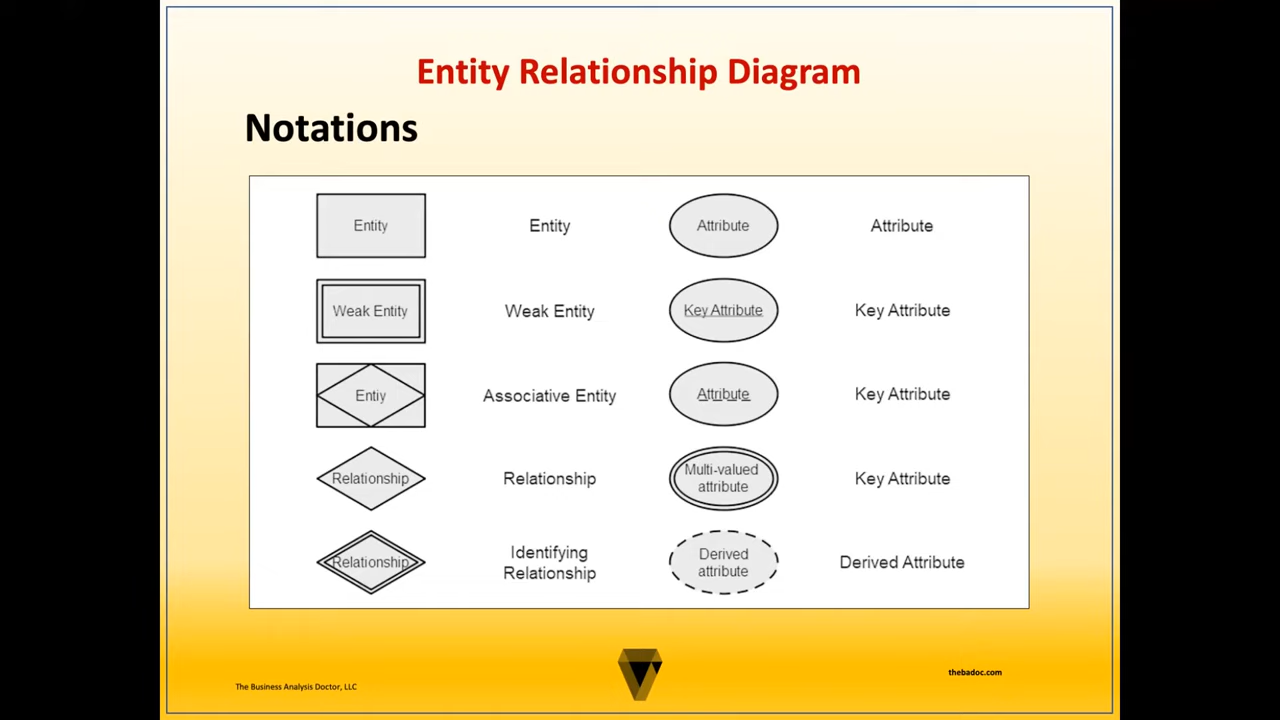 Entity Relationship Diagram
Notations
Entity
Entity
Attribute
Attribute
Weak Entity
Weak Entity
Key Attribute
Key Attribute
Entiy
Associative Entity
Attribute
Key Attribute
Relationship
Relationship
Multi-valued
attribute
Key Attribute
Relationship
Identifying
Relationship
Derived
attribute
Derived Attribute
The Business Analysis Doctor, LLC
thebadoc.com